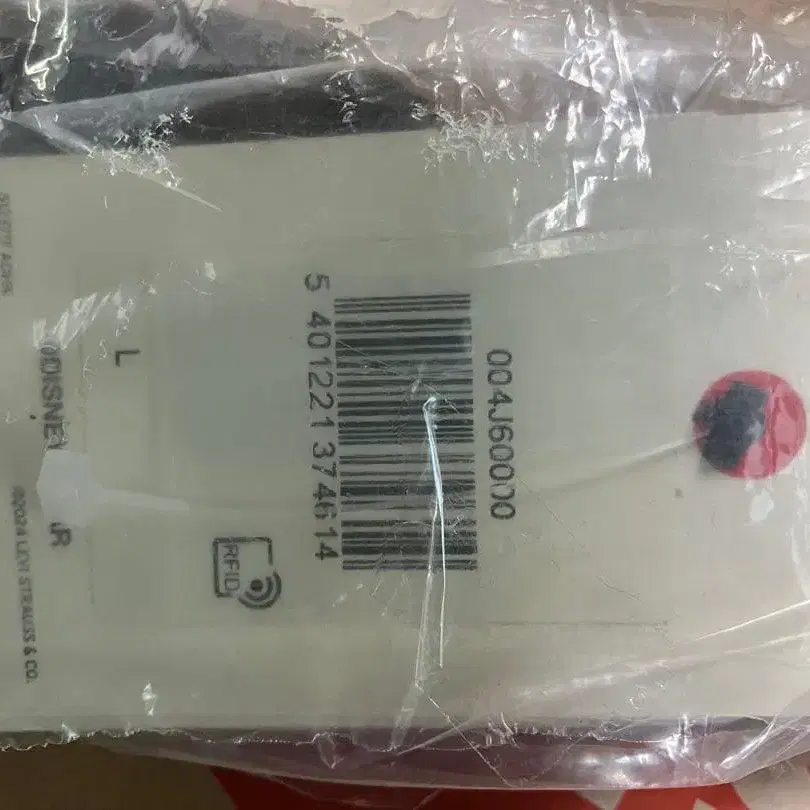 004J60000
5 401221 374614
RFID
L
©DISNEY
©2024 LEVI STRAUSS & CO.